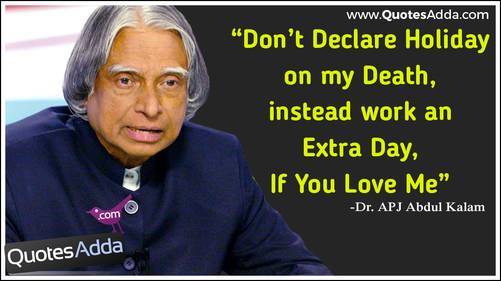 www.QuotesAdda.com
“Don’t Declare Holiday
on my Death,
instead work an
Extra Day,
If You Love Me”
-Dr. APJ Abdul Kalam
.com
QuotesAdda